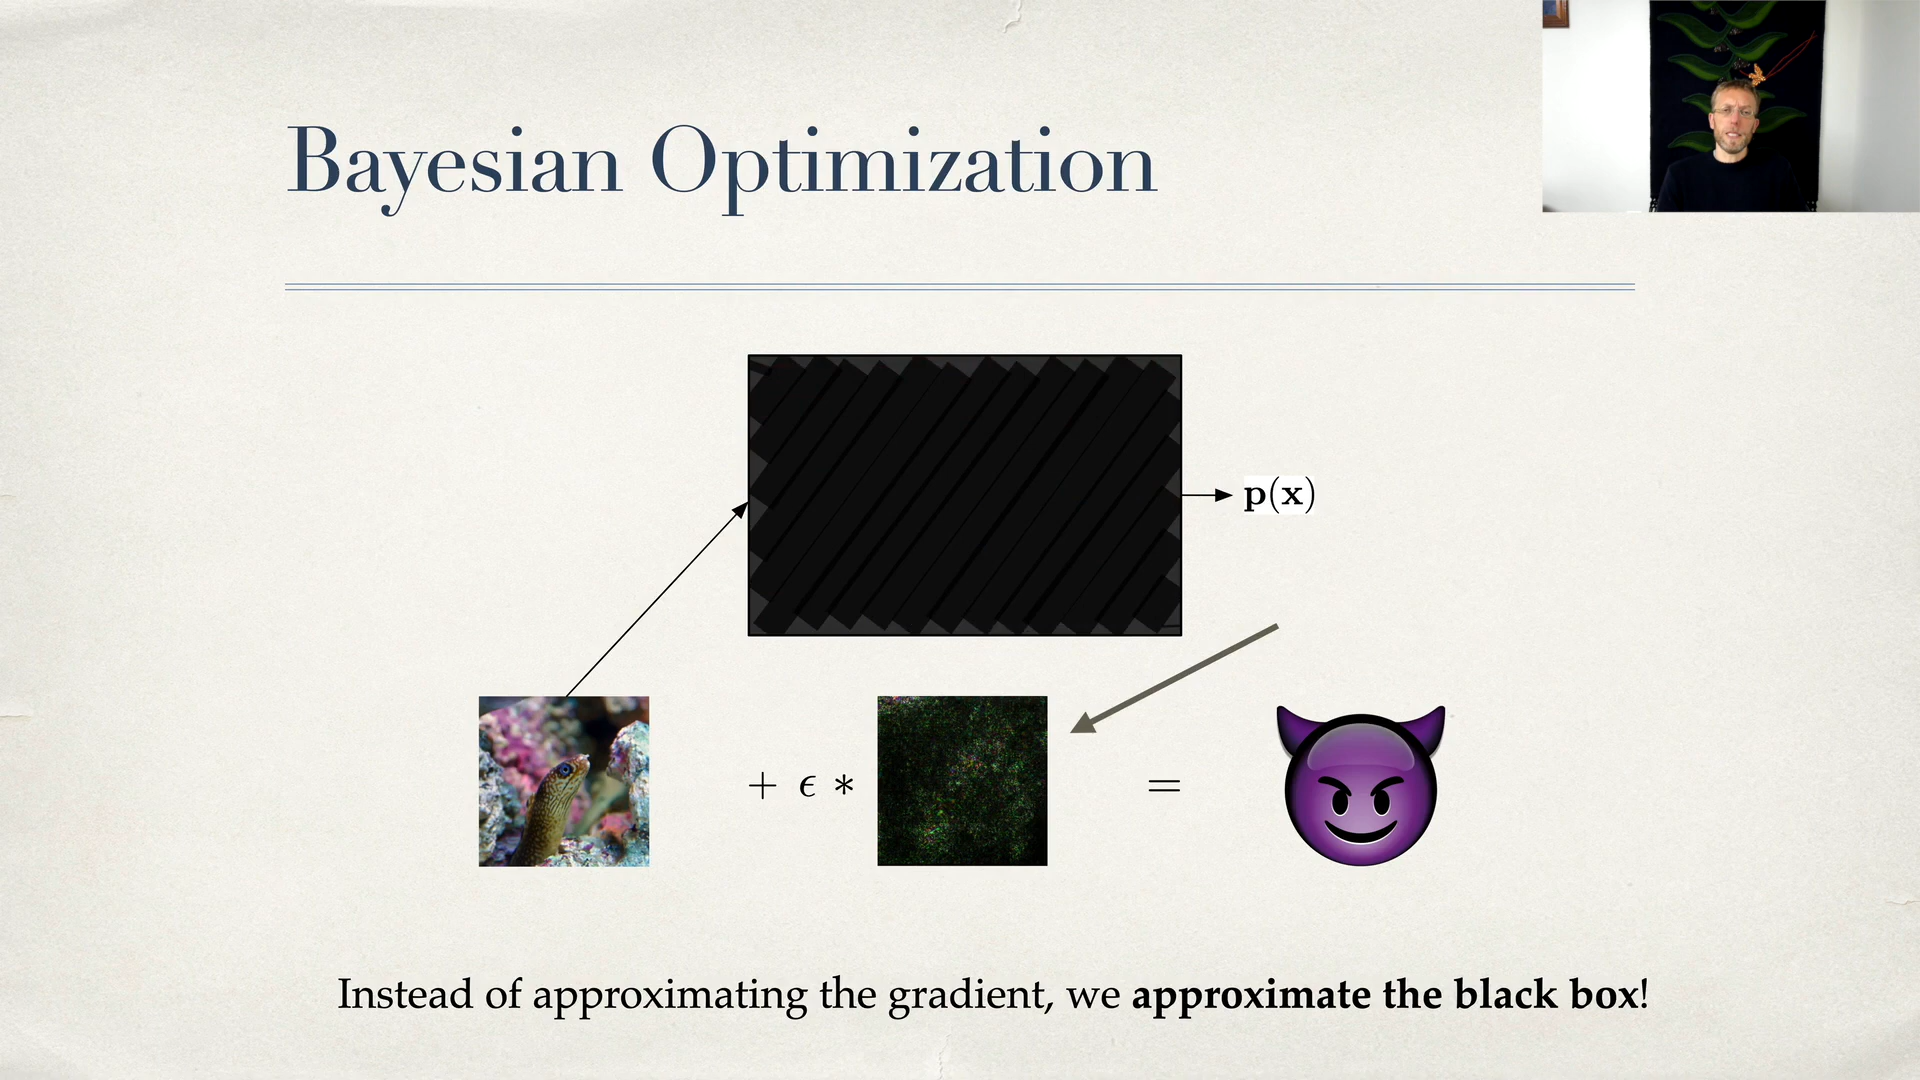 Bayesian Optimization
p(x)
+ ϵ * =
Instead of approximating the gradient, we approximate the black box!